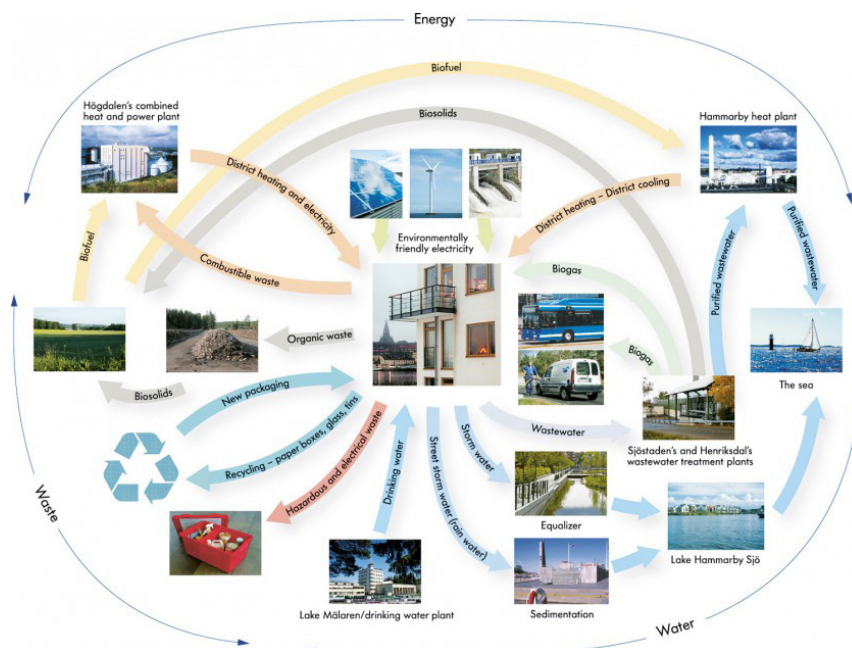 Energy
Biofuel
Högdalen's combined
heat and power plant
Biosolids
Hammarby heat plant
District heating and electricity
District heating – District cooling
Purified wastewater
Environmentally
friendly electricity
Biofuel
Combustible waste
Biogas
Purified wastewater
Organic waste
Biogas
The sea
Biosolids
New packaging
Wastewater
Sjöstaden's and Henriksdal's
wastewater treatment plants
Recycling – paper boxes, glass, tins
Hazardous and electrical waste
Drinking water
Storm water
Street storm water (rain water)
Waste
Equalizer
Lake Hammarby Sjö
Lake Mälaren/drinking water plant
Sedimentation
Water